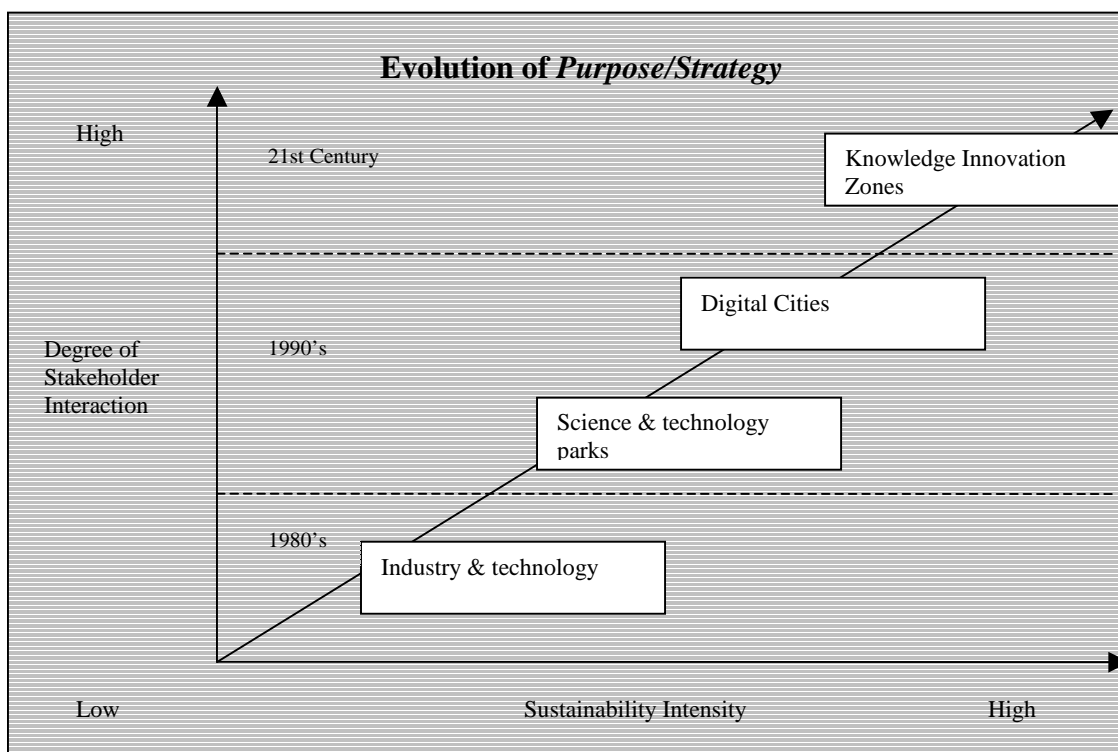 Evolution of Purpose/Strategy
High
21st Century
Knowledge Innovation
Zones
Digital Cities
1990's
Degree of
Stakeholder
Interaction
Science & technology
parks
1980's
Industry & technology
Low
Sustainability Intensity
High